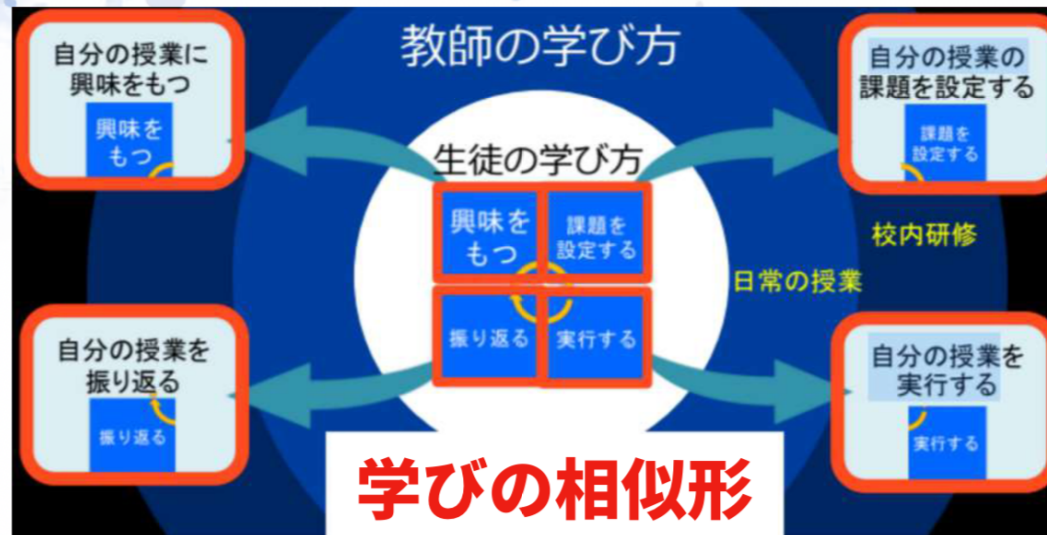 教師の学び方
自分の授業に
興味をもつ
興味を
もつ
自分の授業の
課題を設定する
課題を
設定する
生徒の学び方
興味を
もつ
課題を
設定する
振り返る
実行する
校内研修
日常の授業
自分の授業を
振り返る
振り返る
自分の授業を
実行する
実行する
学びの相似形